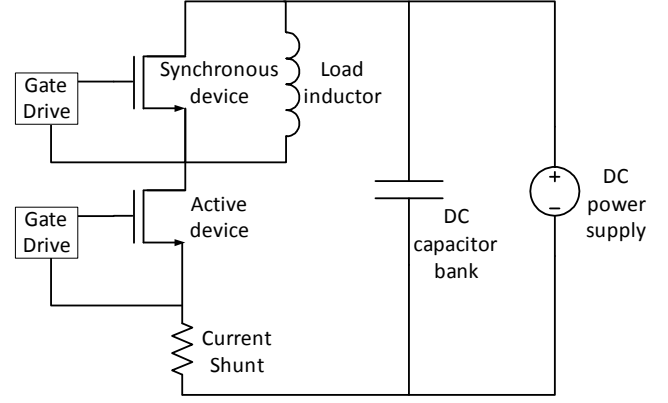 Gate
Drive
Synchronous
device
Load
inductor
Gate
Drive
Active
device
DC
capacitor
bank
+
−
DC
power
supply
Current
Shunt